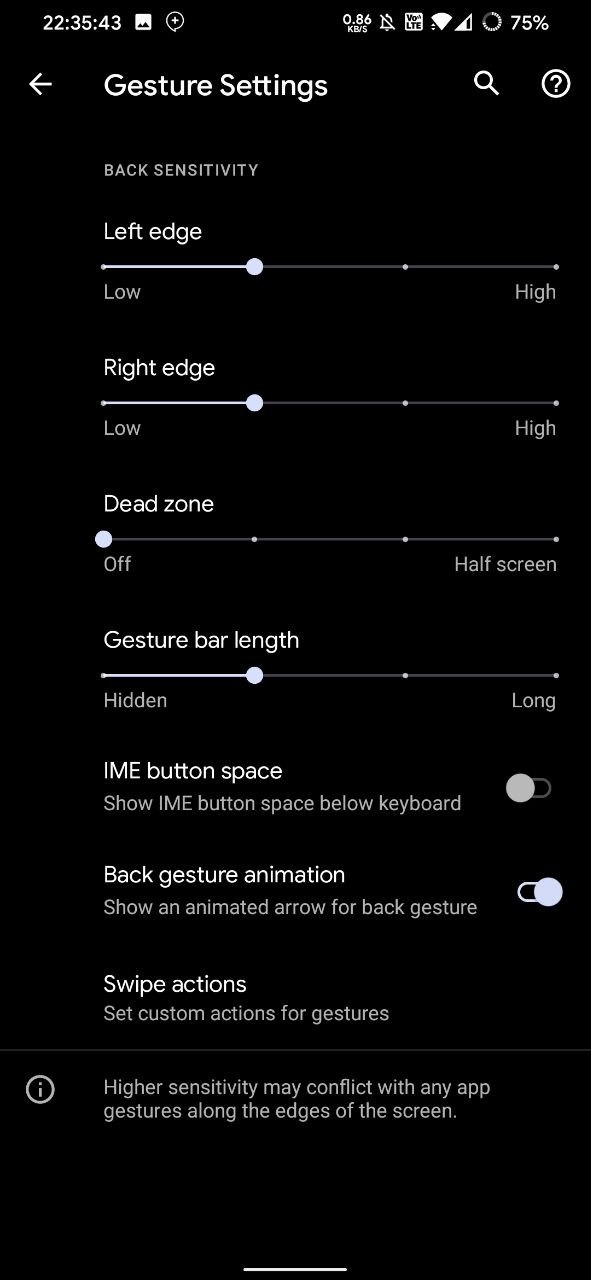 22:35:43 0.86 KB/S Vo LTE 75%
Gesture Settings
BACK SENSITIVITY
Left edge
Low High
Right edge
Low High
Dead zone
Off Half screen
Gesture bar length
Hidden Long
IME button space
Show IME button space below keyboard
Back gesture animation
Show an animated arrow for back gesture
Swipe actions
Set custom actions for gestures
Higher sensitivity may conflict with any app
gestures along the edges of the screen.